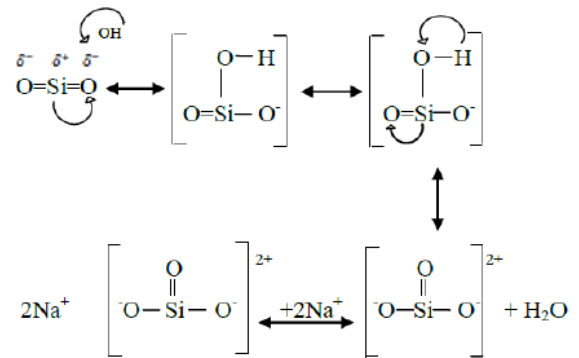 OH
δ⁻ δ⁺ δ⁻
O=Si=O
O–H
O=Si–O⁻
O–H
O=Si–O⁻
2Na⁺
O
⁻O–Si–O⁻
2+
+2Na⁺
O
⁻O–Si–O⁻
2+
+ H₂O